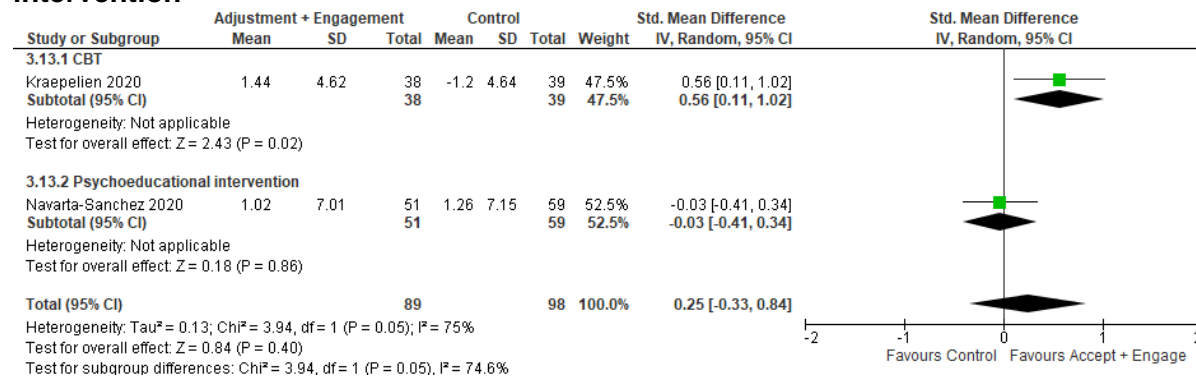 Intervention
Adjustment + Engagement Control Std. Mean Difference Std. Mean Difference
Study or Subgroup Mean SD Total Mean SD Total Weight IV, Random, 95% CI IV, Random, 95% CI
3.13.1 CBT
Kraepelien 2020 1.44 4.62 38 -1.2 4.64 39 47.5% 0.56 [0.11, 1.02]
Subtotal (95% CI) 38 39 47.5% 0.56 [0.11, 1.02]
Heterogeneity: Not applicable
Test for overall effect: Z = 2.43 (P = 0.02)
3.13.2 Psychoeducational intervention
Navarta-Sanchez 2020 1.02 7.01 51 1.26 7.15 59 52.5% -0.03 [-0.41, 0.34]
Subtotal (95% CI) 51 59 52.5% -0.03 [-0.41, 0.34]
Heterogeneity: Not applicable
Test for overall effect: Z = 0.18 (P = 0.86)
Total (95% CI) 89 98 100.0% 0.25 [-0.33, 0.84]
Heterogeneity: Tau² = 0.13; Chi² = 3.94, df = 1 (P = 0.05); I² = 75%
Test for overall effect: Z = 0.84 (P = 0.40)
Test for subgroup differences: Chi² = 3.94, df = 1 (P = 0.05), I² = 74.6%
-2 -1 0 1 2
Favours Control Favours Accept + Engage